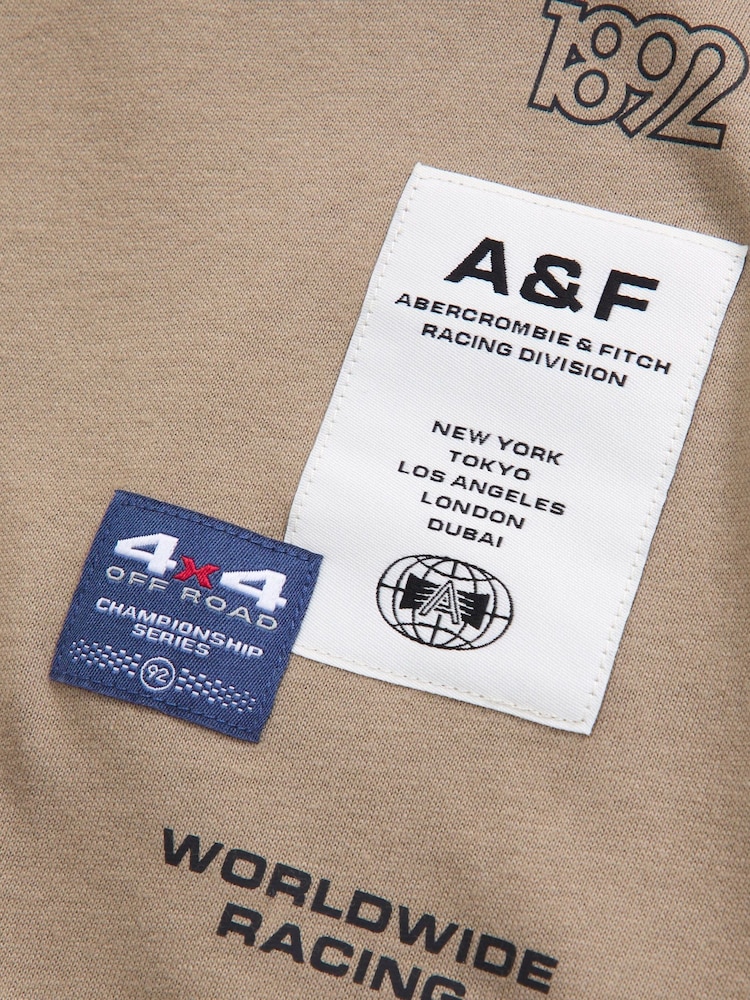 1892
A&F
ABERCROMBIE & FITCH
RACING DIVISION
NEW YORK
TOKYO
LOS ANGELES
LONDON
DUBAI
A
4x4
OFF ROAD
CHAMPIONSHIP
SERIES
92
WORLDWIDE
RACING